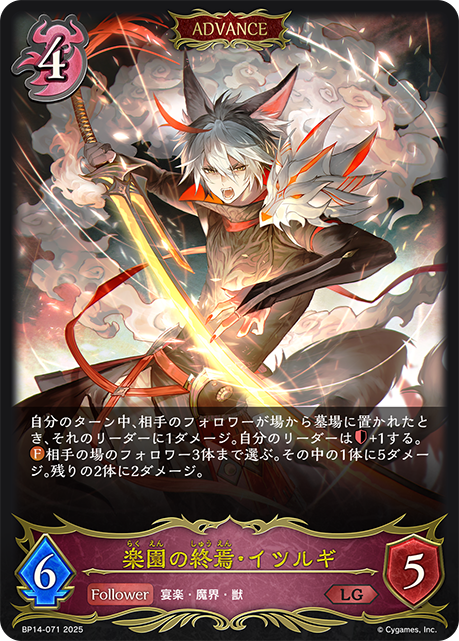 ADVANCE
4
自分のターン中、相手のフォロワーが場から墓場に置かれたと
き、それのリーダーに1ダメージ。自分のリーダーは+1する。
F相手の場のフォロワー3体まで選ぶ。その中の1体に5ダメー
ジ。残りの2体に2ダメージ。
らく えん しゅう えん
楽園の終焉・イツルギ
6
Follower 宴楽・魔界・獣 LG
5
BP14-071 2025 © Cygames, Inc.